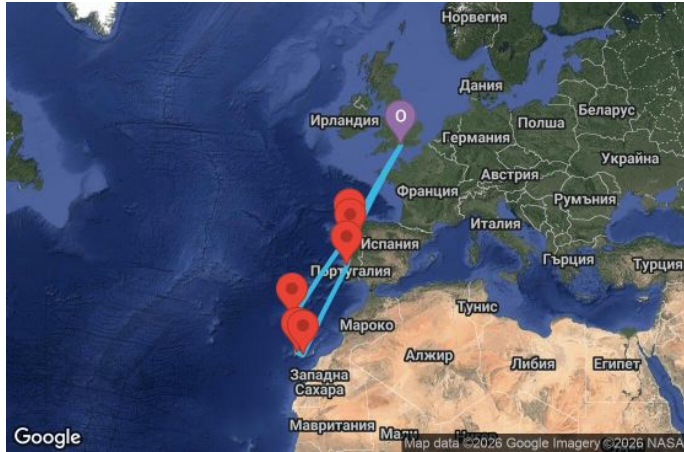 Норвегия
Дания
Ирландия
O
Беларус
Полша
Германия
Украйна
Австрия
Франция
Румъния
Италия
Испания
Гърция
Турция
Португалия
Тунис
Мароко
Алжир
Либия
Египет
Западна
Сахара
Мавритания
Мали
Google
Map data ©2026 Google Imagery ©2026 NASA